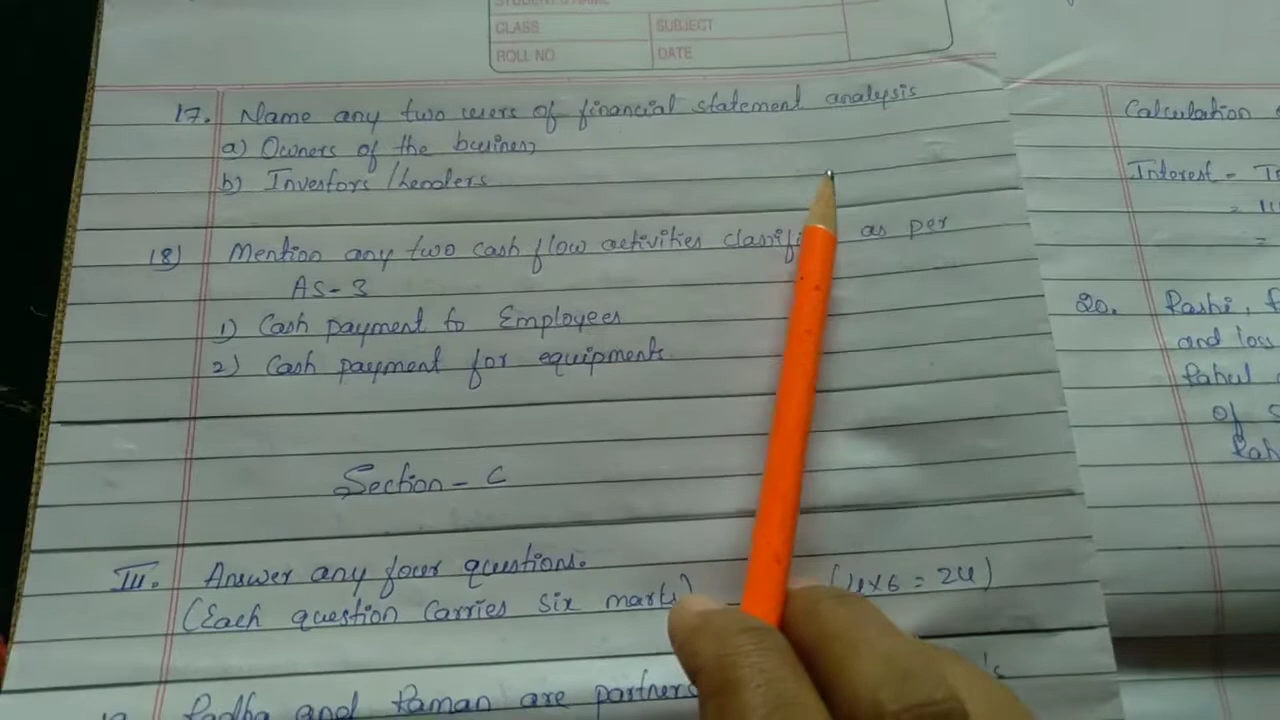 CLASS SUBJECT
ROLL NO DATE
17. Name any two users of financial statement analysis
a) Owners of the business
b) Investors / lenders
18) Mention any two cash flow activities as per
AS-3
1) Cash payment to Employees
2) Cash payment for equipments
Section - C
III. Answer any four questions.
(Each question carries six marks) (4x6=24)
Radha and Raman are partners
Calculation
Interest =
=
=
20. Rashi,
and loss
Rahul
of